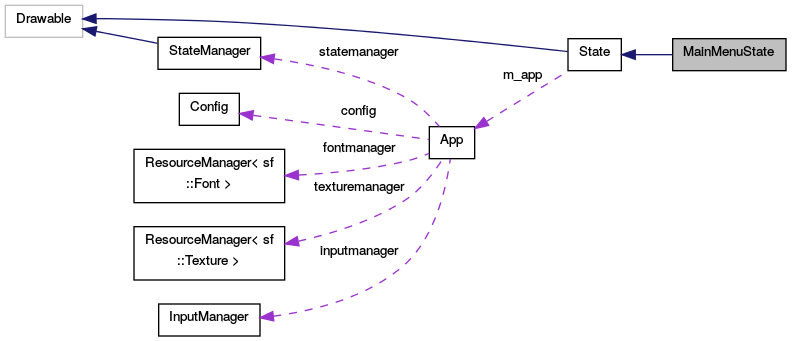 Drawable
StateManager
statemanager
State
MainMenuState
m_app
Config
config
App
fontmanager
ResourceManager< sf
::Font >
texturemanager
ResourceManager< sf
::Texture >
inputmanager
InputManager